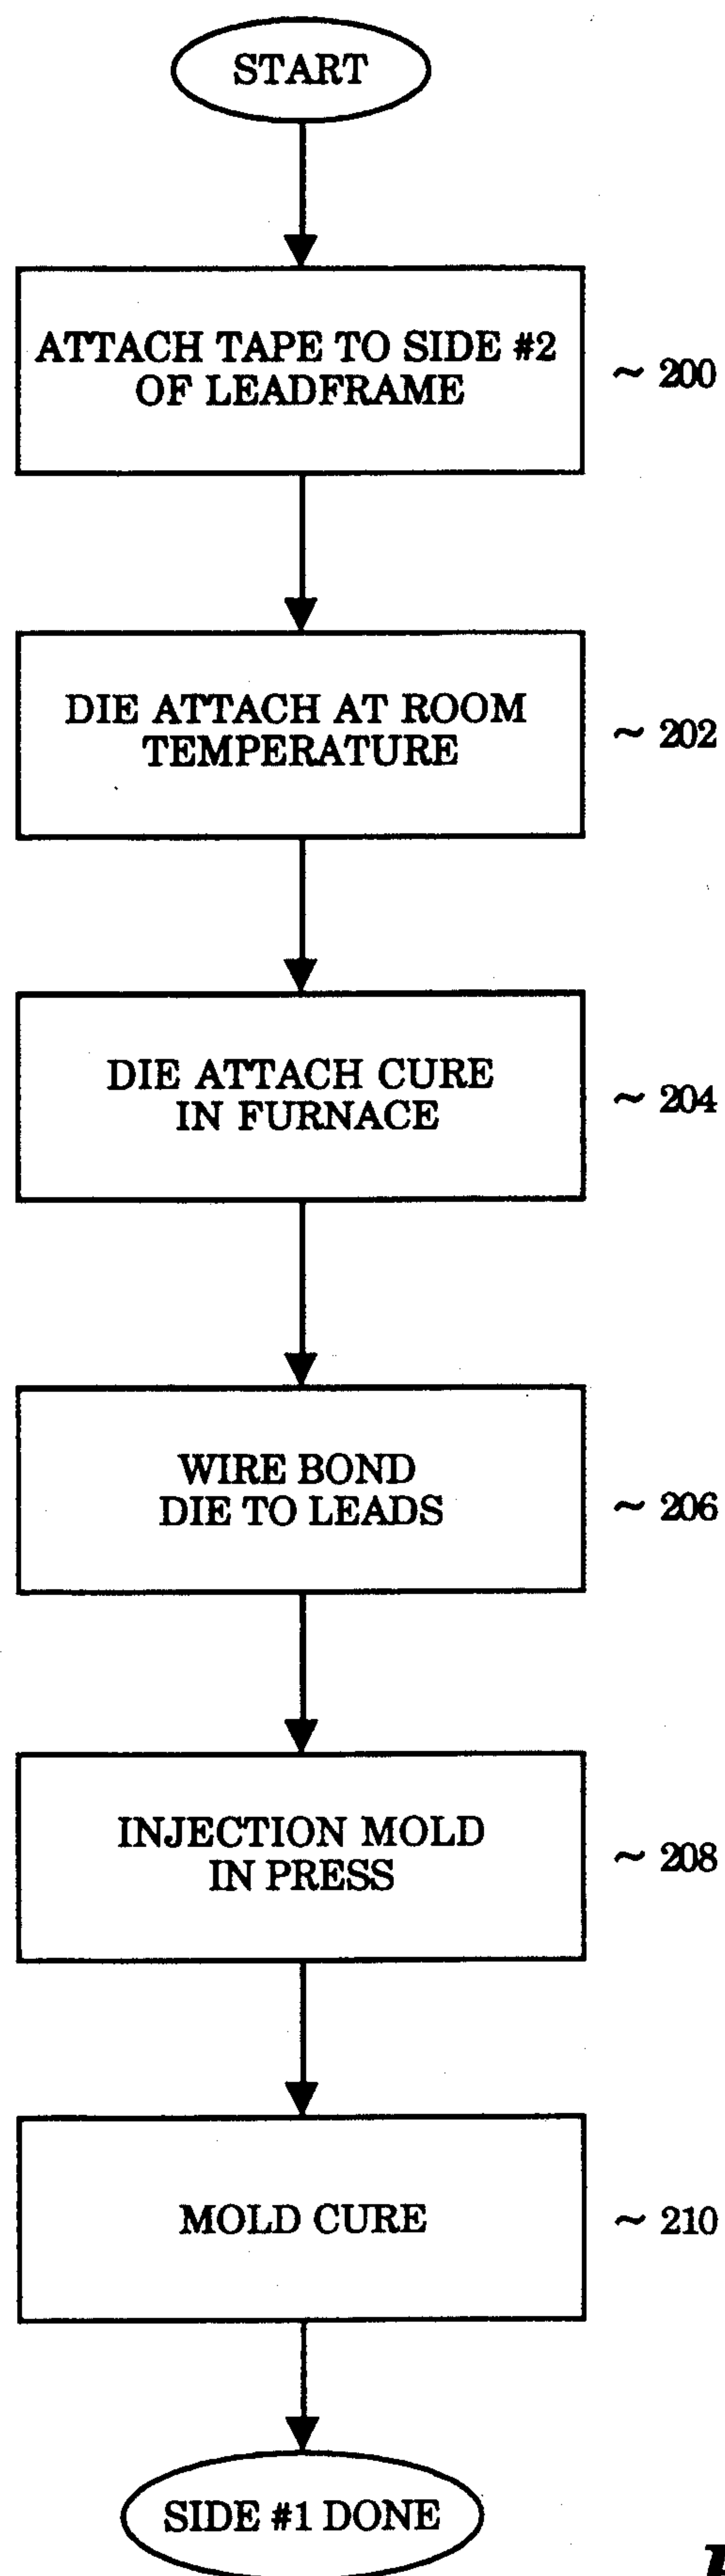 START
ATTACH TAPE TO SIDE #2
OF LEADFRAME
~ 200
DIE ATTACH AT ROOM
TEMPERATURE
~ 202
DIE ATTACH CURE
IN FURNACE
~ 204
WIRE BOND
DIE TO LEADS
~ 206
INJECTION MOLD
IN PRESS
~ 208
MOLD CURE
~ 210
SIDE #1 DONE